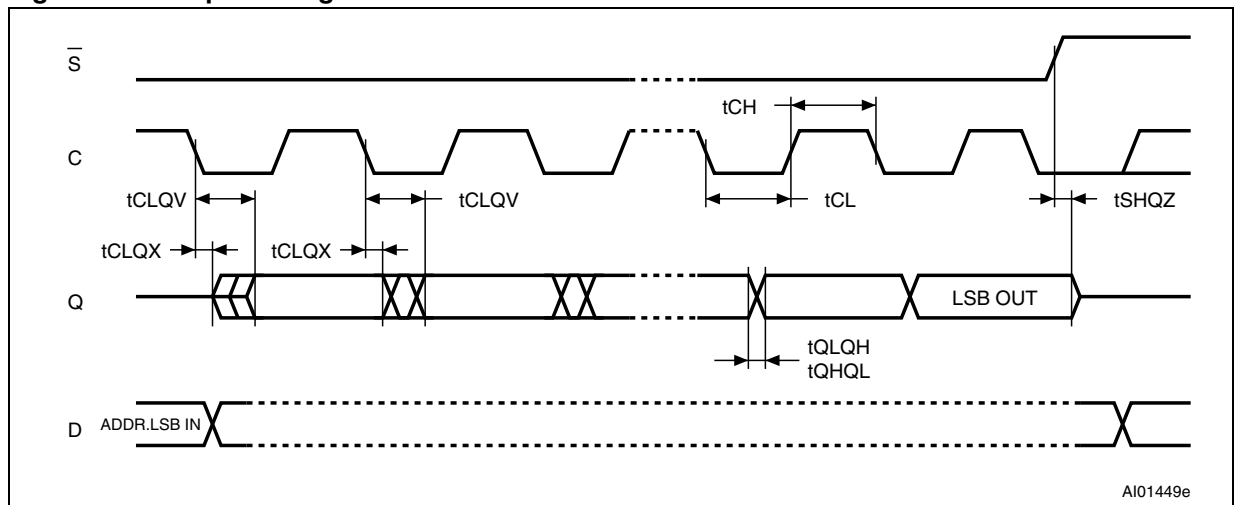 S
tCH
C
tCLQV
tCLQV
tCL
tSHQZ
tCLQX
tCLQX
Q
LSB OUT
tQLQH
tQHQL
D
ADDR.LSB IN
AI01449e